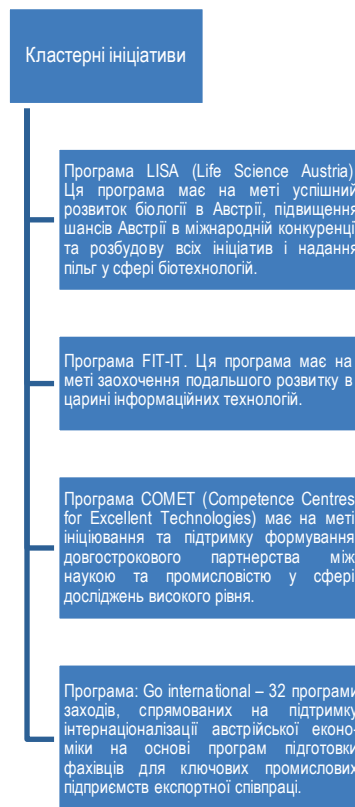 Кластерні ініціативи
Програма LISA (Life Science Austria)
Ця програма має на меті успішний
розвиток біології в Австрії, підвищення
шансів Австрії в міжнародній конкуренції
та розбудову всіх ініціатив і надання
пільг у сфері біотехнологій.
Програма FIT-IT. Ця програма має на
меті заохочення подальшого розвитку в
царині інформаційних технологій.
Програма COMET (Competence Centres
for Excellent Technologies) має на меті
ініціювання та підтримку формування
довгострокового партнерства між
наукою та промисловістю у сфері
досліджень високого рівня.
Програма: Go international – 32 програми
заходів, спрямованих на підтримку
інтернаціоналізації австрійської еконо-
міки на основі програм підготовки
фахівців для ключових промислових
підприємств експортної співпраці.